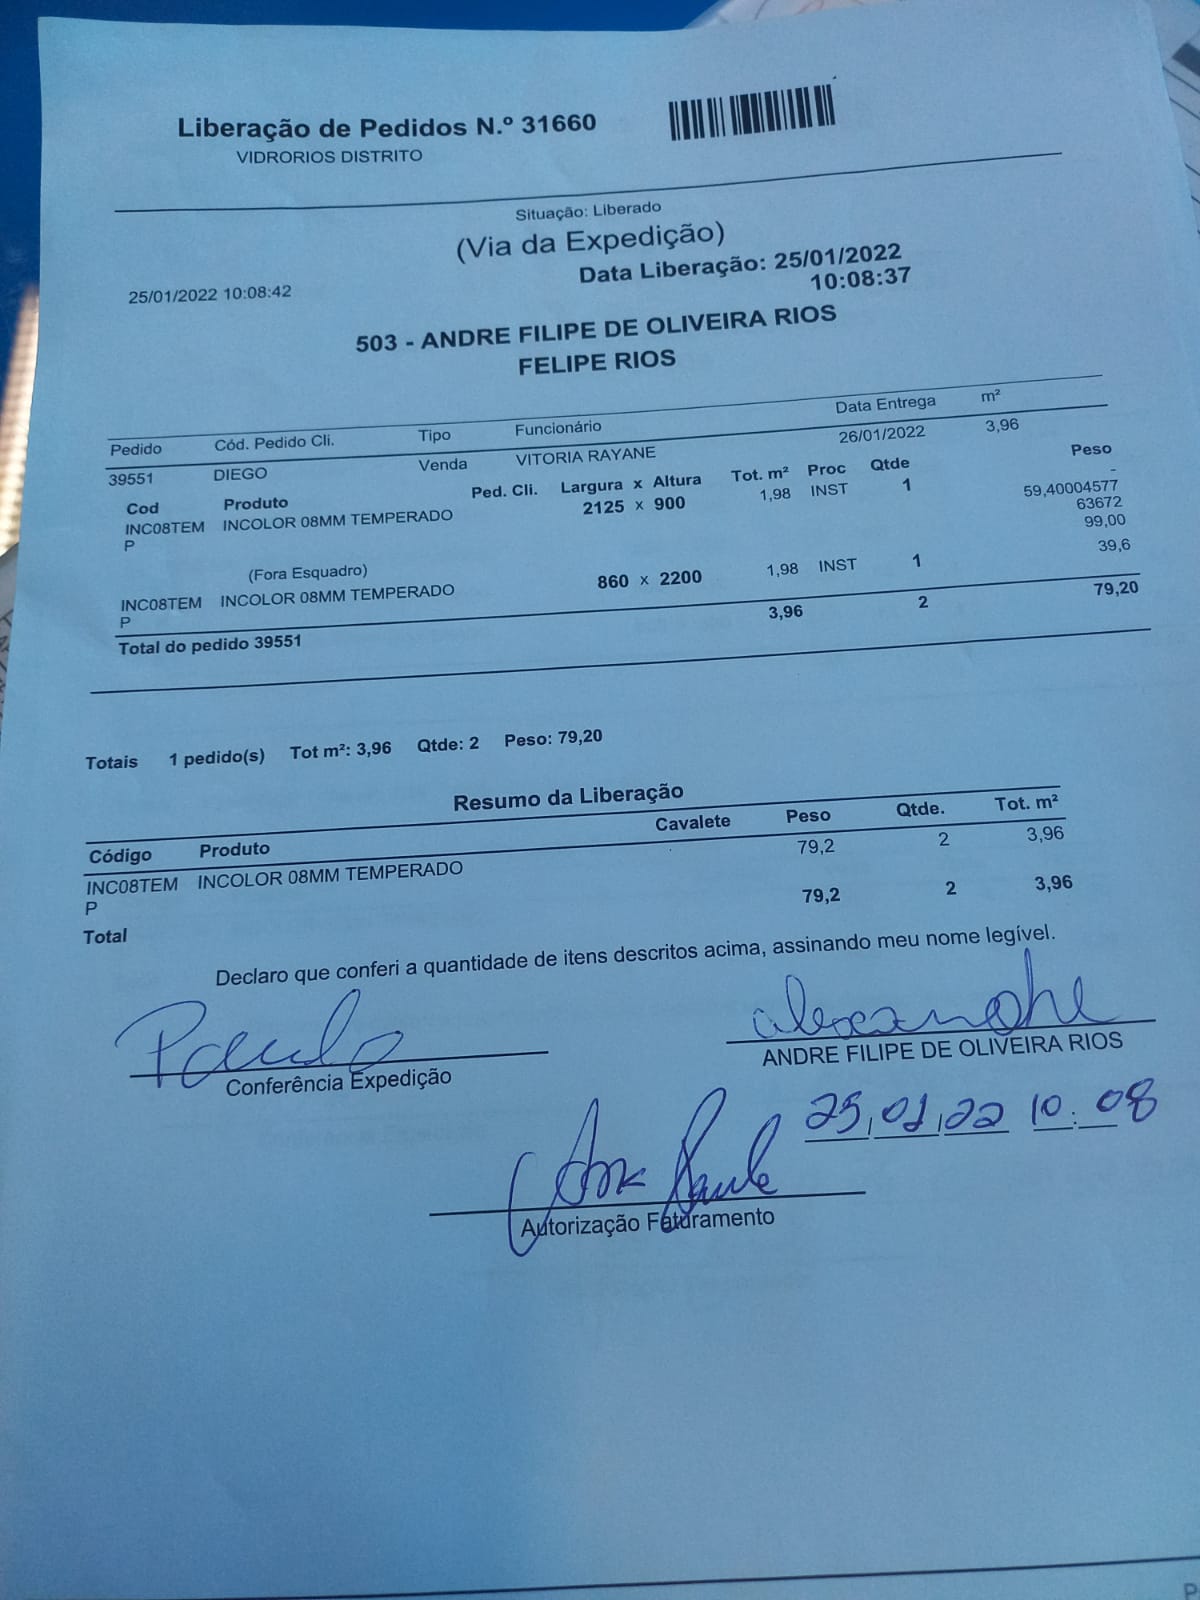 Liberação de Pedidos N.º 31660
VIDRORIOS DISTRITO
Situação: Liberado
(Via da Expedição)
Data Liberação: 25/01/2022
10:08:37
25/01/2022 10:08:42
503 - ANDRE FILIPE DE OLIVEIRA RIOS
FELIPE RIOS
Pedido Cód. Pedido Cli. Tipo Funcionário Data Entrega m²
39551 DIEGO Venda VITORIA RAYANE 26/01/2022 3,96
Cod Produto Ped. Cli. Largura x Altura Tot. m² Proc Qtde Peso
INC08TEM INCOLOR 08MM TEMPERADO 2125 x 900 1,98 INST 1 -
P
59,40004577
63672
99,00
(Fora Esquadro)
INC08TEM INCOLOR 08MM TEMPERADO 860 x 2200 1,98 INST 1 39,6
P
Total do pedido 39551 3,96 2 79,20
Totais 1 pedido(s) Tot m²: 3,96 Qtde: 2 Peso: 79,20
Resumo da Liberação
Código Produto Cavalete Peso Qtde. Tot. m²
INC08TEM INCOLOR 08MM TEMPERADO 79,2 2 3,96
P
Total 79,2 2 3,96
Declaro que conferi a quantidade de itens descritos acima, assinando meu nome legível.
Paulo alexandre
Conferência Expedição ANDRE FILIPE DE OLIVEIRA RIOS
25/01/22 10:08
Ana Paula
Autorização Faturamento